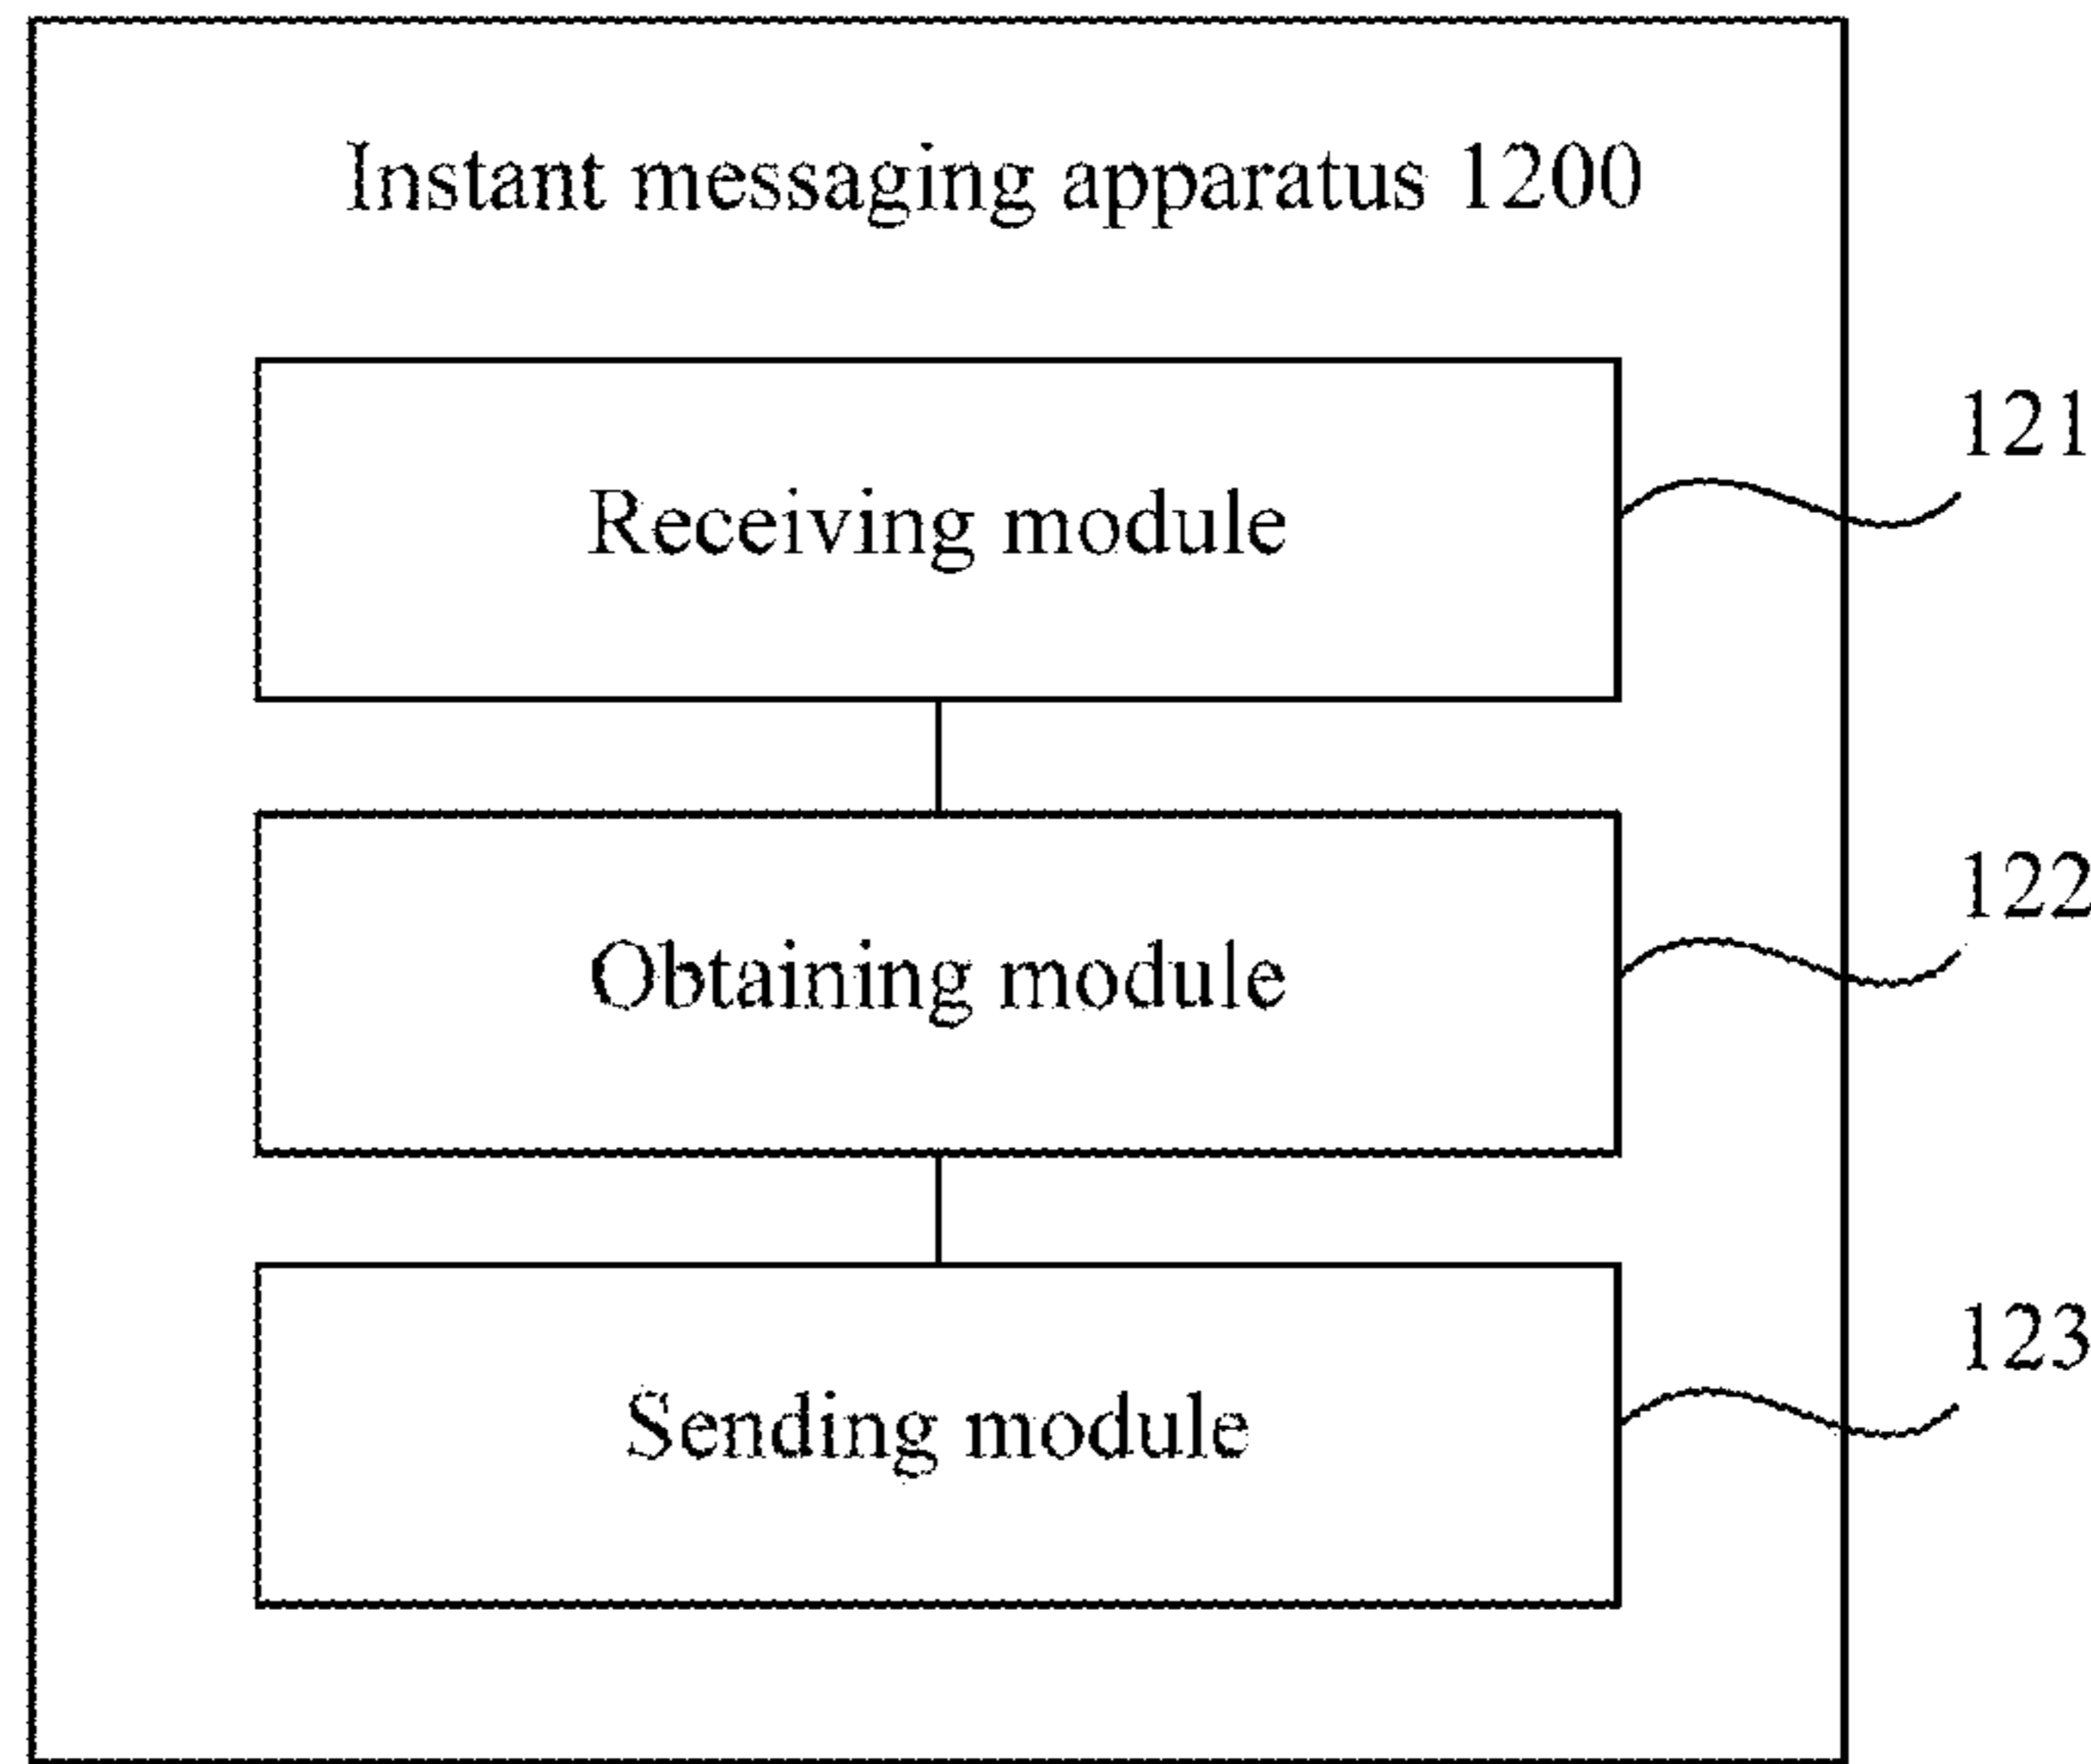 Instant messaging apparatus 1200
121
Receiving module
122
Obtaining module
123
Sending module